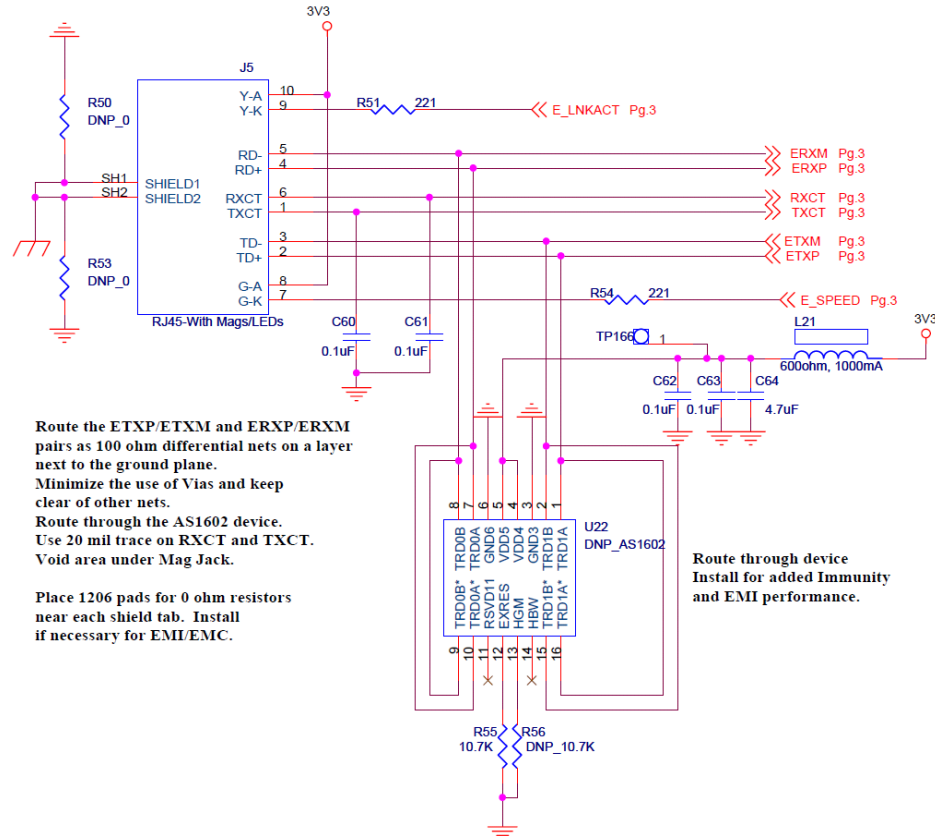 3V3
J5
R50
DNP_0
Y-A 10
Y-K 9
R51 221
E_LNKACT Pg.3
RD- 5
RD+ 4
ERXM Pg.3
ERXP Pg.3
SH1 SHIELD1
SH2 SHIELD2
RXCT 6
TXCT 1
RXCT Pg.3
TXCT Pg.3
TD- 3
TD+ 2
ETXM Pg.3
ETXP Pg.3
R53
DNP_0
G-A 8
G-K 7
R54 221
E_SPEED Pg.3
RJ45-With Mags/LEDs
C60
0.1uF
C61
0.1uF
TP166 1
L21
600ohm, 1000mA
3V3
C62
0.1uF
C63
0.1uF
C64
4.7uF
Route the ETXP/ETXM and ERXP/ERXM
pairs as 100 ohm differential nets on a layer
next to the ground plane.
Minimize the use of Vias and keep
clear of other nets.
Route through the AS1602 device.
Use 20 mil trace on RXCT and TXCT.
Void area under Mag Jack.
Place 1206 pads for 0 ohm resistors
near each shield tab. Install
if necessary for EMI/EMC.
8 7 6 5 4 3 2 1
TRD0B TRD0A GND6 VDD5 VDD4 GND3 TRD1B TRD1A
U22
DNP_AS1602
TRD0B* TRD0A* RSVD11 EXRES HGM HBW TRD1B* TRD1A*
9 10 11 12 13 14 15 16
Route through device
Install for added Immunity
and EMI performance.
R55
10.7K
R56
DNP_10.7K